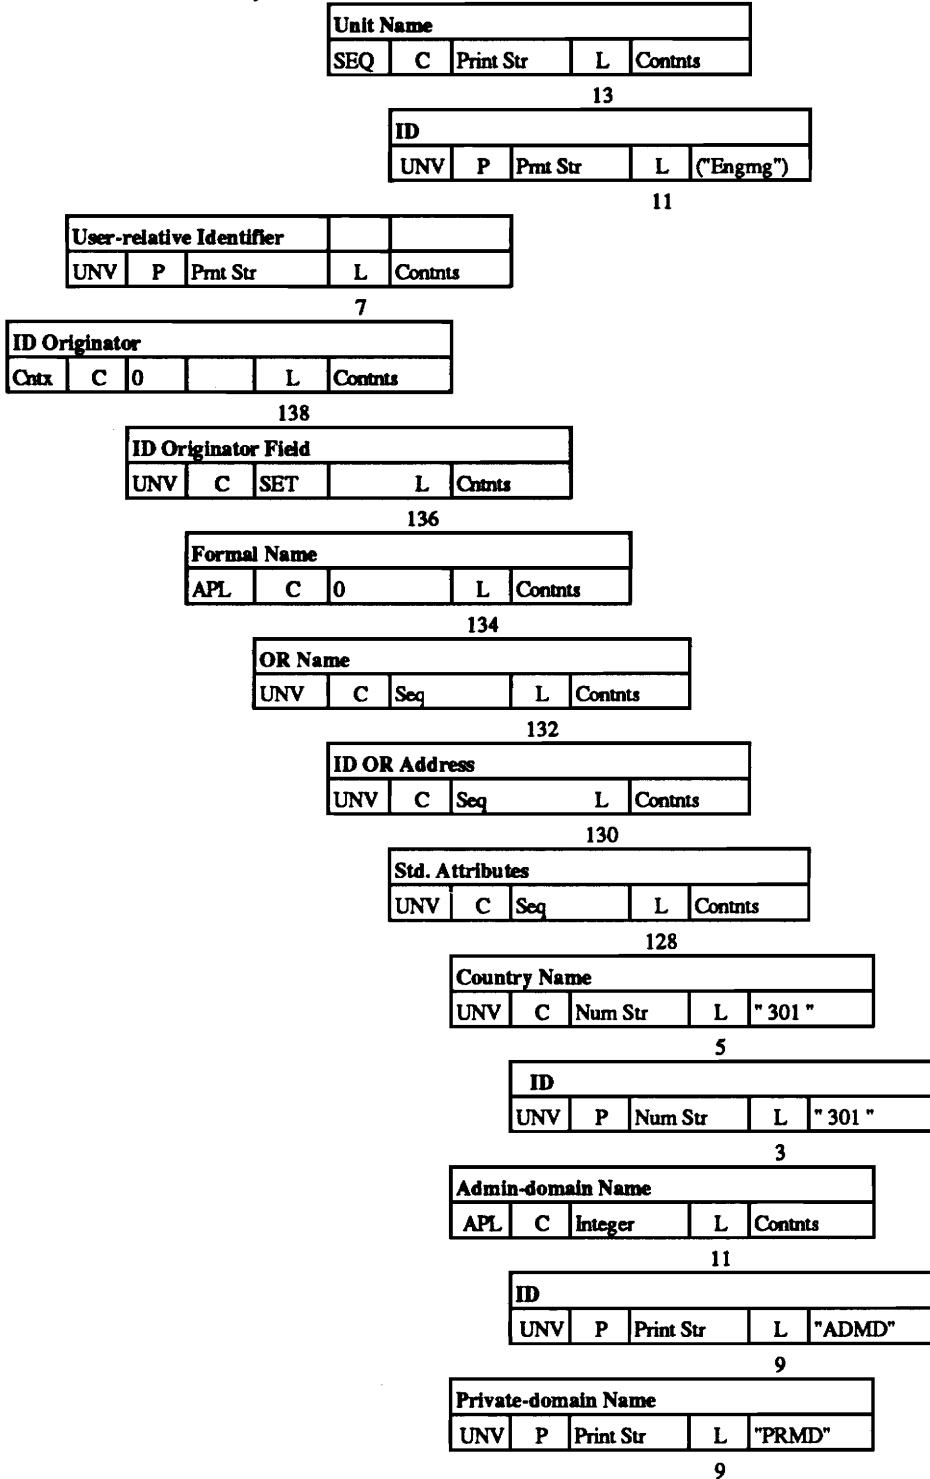 Unit Name
SEQ C Print Str L Contnts
13
ID
UNV P Prnt Str L ("Engrng")
11
User-relative Identifier
UNV P Prnt Str L Contnts
7
ID Originator
Cntx C 0 L Contnts
138
ID Originator Field
UNV C SET L Cntnts
136
Formal Name
APL C 0 L Contnts
134
OR Name
UNV C Seq L Contnts
132
ID OR Address
UNV C Seq L Contnts
130
Std. Attributes
UNV C Seq L Contnts
128
Country Name
UNV C Num Str L " 301 "
5
ID
UNV P Num Str L " 301 "
3
Admin-domain Name
APL C Integer L Contnts
11
ID
UNV P Print Str L "ADMD"
9
Private-domain Name
UNV P Print Str L "PRMD"
9